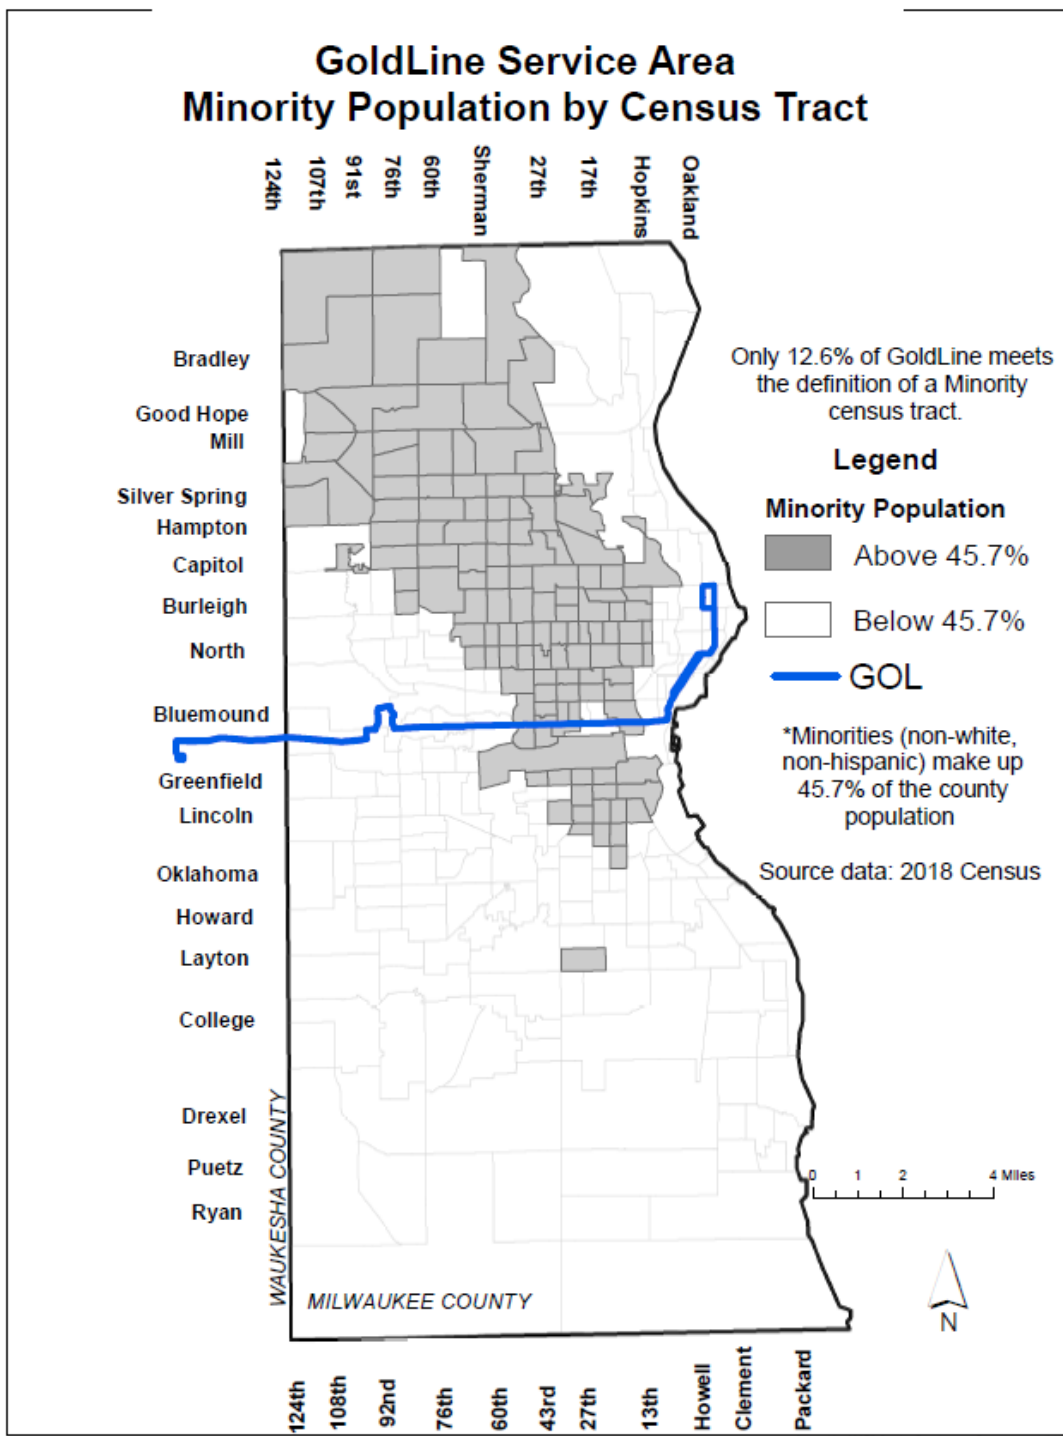 GoldLine Service Area
Minority Population by Census Tract
124th
107th
91st
76th
60th
Sherman
27th
17th
Hopkins
Oakland
Bradley
Good Hope
Mill
Silver Spring
Hampton
Capitol
Burleigh
North
Bluemound
Greenfield
Lincoln
Oklahoma
Howard
Layton
College
Drexel
Puetz
Ryan
WAUKESHA COUNTY
MILWAUKEE COUNTY
Only 12.6% of GoldLine meets
the definition of a Minority
census tract.
Legend
Minority Population
Above 45.7%
Below 45.7%
GOL
*Minorities (non-white,
non-hispanic) make up
45.7% of the county
population
Source data: 2018 Census
0 1 2 4 Miles
N
124th
108th
92nd
76th
60th
43rd
27th
13th
Howell
Clement
Packard